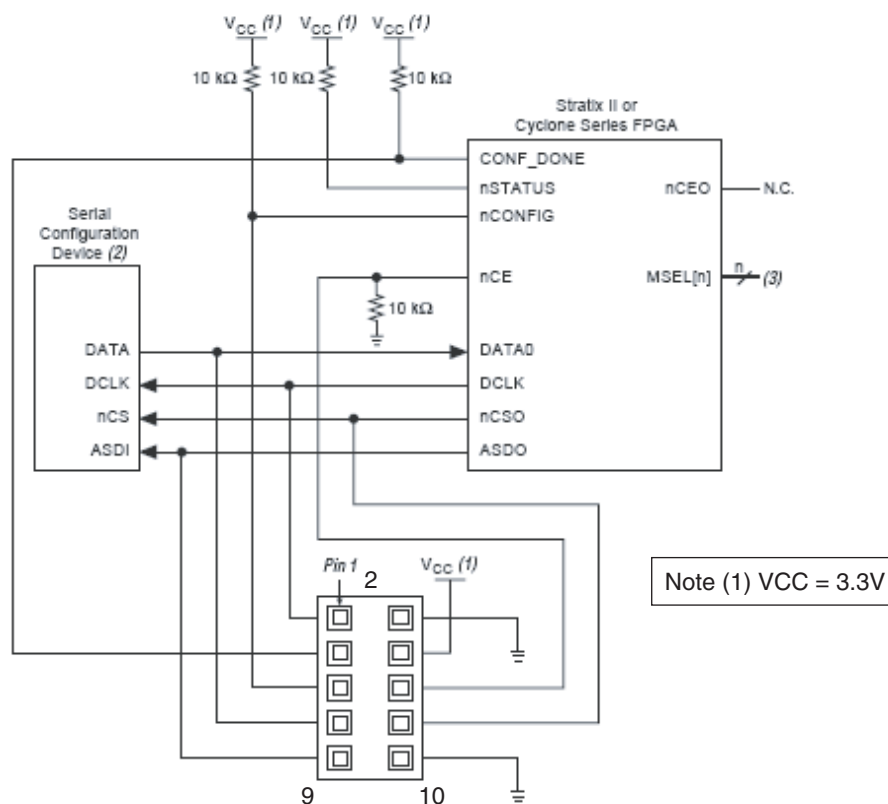 VCC (1) VCC (1) VCC (1)
10 kΩ 10 kΩ 10 kΩ
Stratix II or
Cyclone Series FPGA
CONF_DONE
nSTATUS
nCONFIG
nCE
DATA0
DCLK
nCSO
ASDO
nCEO
N.C.
MSEL[n]
n
(3)
10 kΩ
Serial
Configuration
Device (2)
DATA
DCLK
nCS
ASDI
Pin 1
2
VCC (1)
9
10
Note (1) VCC = 3.3V